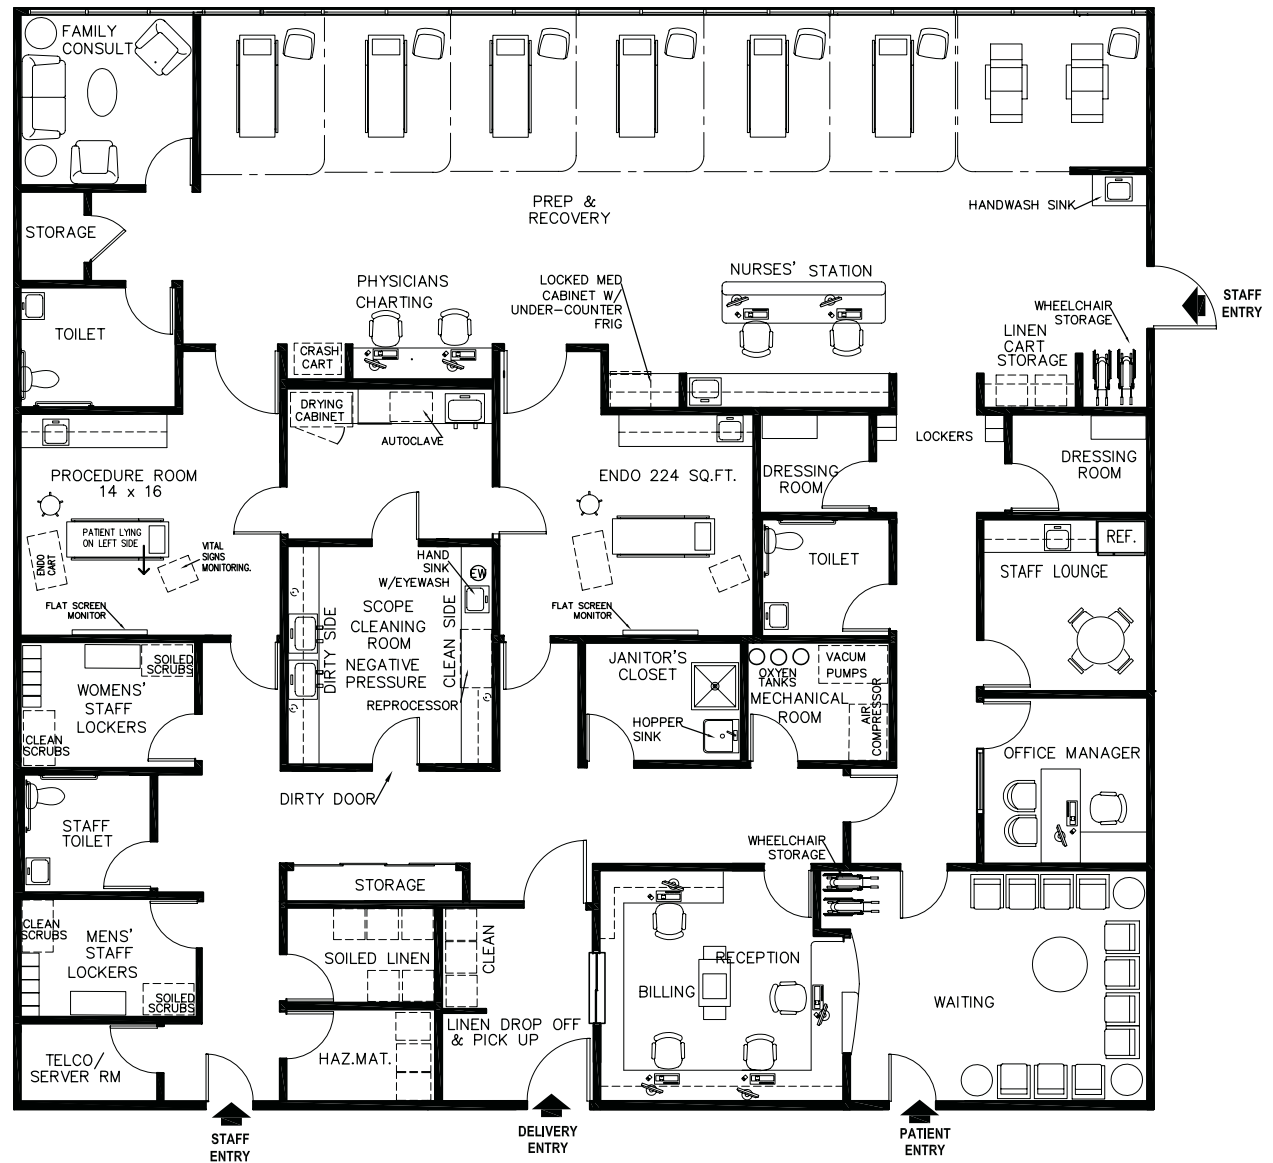 FAMILY
CONSULT
PREP &
RECOVERY
HANDWASH SINK
STORAGE
PHYSICIANS
CHARTING
LOCKED MED
CABINET W/
UNDER-COUNTER
FRIG
NURSES' STATION
STAFF
ENTRY
WHEELCHAIR
STORAGE
LINEN
CART
STORAGE
TOILET
CRASH
CART
DRYING
CABINET
AUTOCLAVE
LOCKERS
DRESSING
ROOM
DRESSING
ROOM
PROCEDURE ROOM
14 x 16
ENDO 224 SQ.FT.
PATIENT LYING
ON LEFT SIDE
ENDO
CART
VITAL
SIGNS
MONITORING.
FLAT SCREEN
MONITOR
HAND
SINK
W/EYEWASH
EW
SCOPE
CLEANING
ROOM
NEGATIVE
PRESSURE
DIRTY SIDE
CLEAN SIDE
REPROCESSOR
FLAT SCREEN
MONITOR
TOILET
REF.
STAFF LOUNGE
SOILED
SCRUBS
WOMENS'
STAFF
LOCKERS
CLEAN
SCRUBS
JANITOR'S
CLOSET
HOPPER
SINK
OXYEN
TANKS
VACUM
PUMPS
MECHANICAL
ROOM
AIR
COMPRESSOR
OFFICE MANAGER
DIRTY DOOR
STAFF
TOILET
WHEELCHAIR
STORAGE
STORAGE
CLEAN
SCRUBS
MENS'
STAFF
LOCKERS
SOILED
SCRUBS
SOILED LINEN
CLEAN
RECEPTION
BILLING
WAITING
LINEN DROP OFF
& PICK UP
TELCO/
SERVER RM
HAZ.MAT.
STAFF
ENTRY
DELIVERY
ENTRY
PATIENT
ENTRY